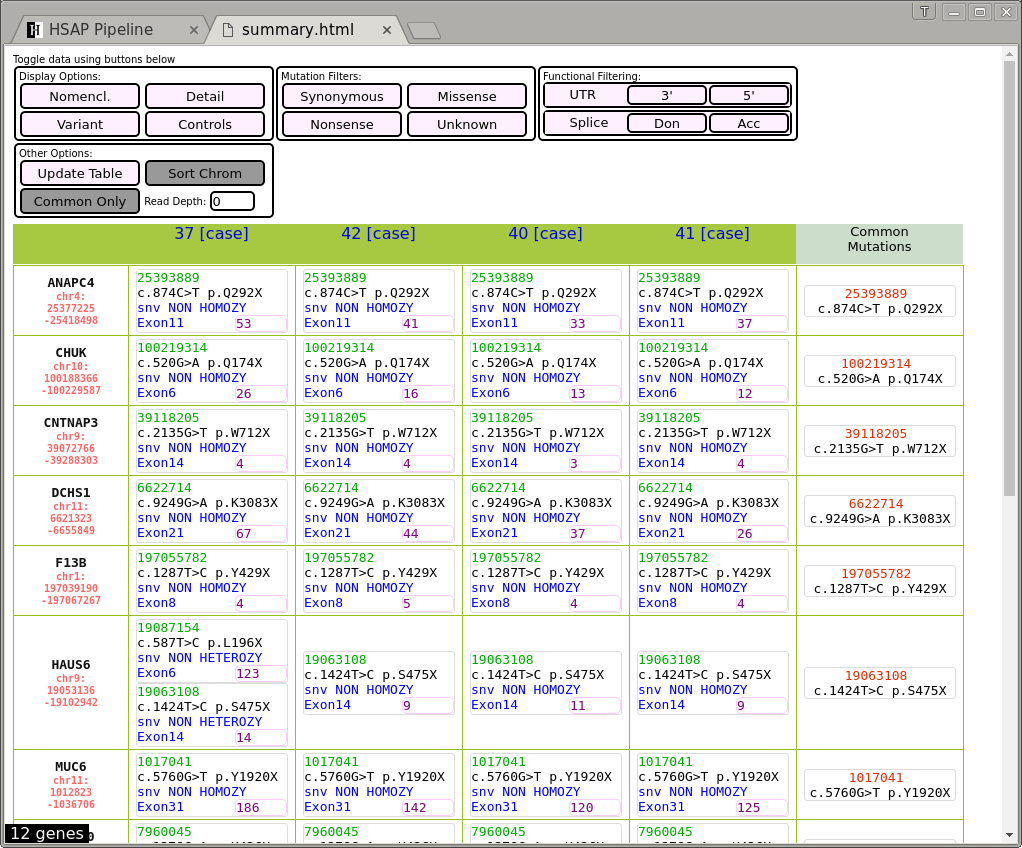 HSAP Pipeline
summary.html
Toggle data using buttons below
Display Options:
Nomencl. Detail
Variant Controls
Mutation Filters:
Synonymous Missense
Nonsense Unknown
Functional Filtering:
UTR 3' 5'
Splice Don Acc
Other Options:
Update Table Sort Chrom
Common Only Read Depth: 0
37 [case] 42 [case] 40 [case] 41 [case] Common
Mutations
ANAPC4
chr4:
25377225
-25418498
25393889
c.874C>T p.Q292X
snv NON HOMOZY
Exon11 53
25393889
c.874C>T p.Q292X
snv NON HOMOZY
Exon11 41
25393889
c.874C>T p.Q292X
snv NON HOMOZY
Exon11 33
25393889
c.874C>T p.Q292X
snv NON HOMOZY
Exon11 37
25393889
c.874C>T p.Q292X
CHUK
chr10:
100188366
-100229587
100219314
c.520G>A p.Q174X
snv NON HOMOZY
Exon6 26
100219314
c.520G>A p.Q174X
snv NON HOMOZY
Exon6 16
100219314
c.520G>A p.Q174X
snv NON HOMOZY
Exon6 13
100219314
c.520G>A p.Q174X
snv NON HOMOZY
Exon6 12
100219314
c.520G>A p.Q174X
CNTNAP3
chr9:
39072766
-39288303
39118205
c.2135G>T p.W712X
snv NON HOMOZY
Exon14 4
39118205
c.2135G>T p.W712X
snv NON HOMOZY
Exon14 4
39118205
c.2135G>T p.W712X
snv NON HOMOZY
Exon14 3
39118205
c.2135G>T p.W712X
snv NON HOMOZY
Exon14 4
39118205
c.2135G>T p.W712X
DCHS1
chr11:
6621323
-6655849
6622714
c.9249G>A p.K3083X
snv NON HOMOZY
Exon21 67
6622714
c.9249G>A p.K3083X
snv NON HOMOZY
Exon21 44
6622714
c.9249G>A p.K3083X
snv NON HOMOZY
Exon21 37
6622714
c.9249G>A p.K3083X
snv NON HOMOZY
Exon21 26
6622714
c.9249G>A p.K3083X
F13B
chr1:
197039190
-197067267
197055782
c.1287T>C p.Y429X
snv NON HOMOZY
Exon8 4
197055782
c.1287T>C p.Y429X
snv NON HOMOZY
Exon8 5
197055782
c.1287T>C p.Y429X
snv NON HOMOZY
Exon8 4
197055782
c.1287T>C p.Y429X
snv NON HOMOZY
Exon8 4
197055782
c.1287T>C p.Y429X
HAUS6
chr9:
19053136
-19102942
19087154
c.587T>C p.L196X
snv NON HETEROZY
Exon6 123
19063108
c.1424T>C p.S475X
snv NON HETEROZY
Exon14 14
19063108
c.1424T>C p.S475X
snv NON HOMOZY
Exon14 9
19063108
c.1424T>C p.S475X
snv NON HOMOZY
Exon14 11
19063108
c.1424T>C p.S475X
snv NON HOMOZY
Exon14 9
19063108
c.1424T>C p.S475X
MUC6
chr11:
1012823
-1036706
1017041
c.5760G>T p.Y1920X
snv NON HOMOZY
Exon31 186
1017041
c.5760G>T p.Y1920X
snv NON HOMOZY
Exon31 142
1017041
c.5760G>T p.Y1920X
snv NON HOMOZY
Exon31 120
1017041
c.5760G>T p.Y1920X
snv NON HOMOZY
Exon31 125
1017041
c.5760G>T p.Y1920X
7960045 7960045 7960045 7960045
12 genes